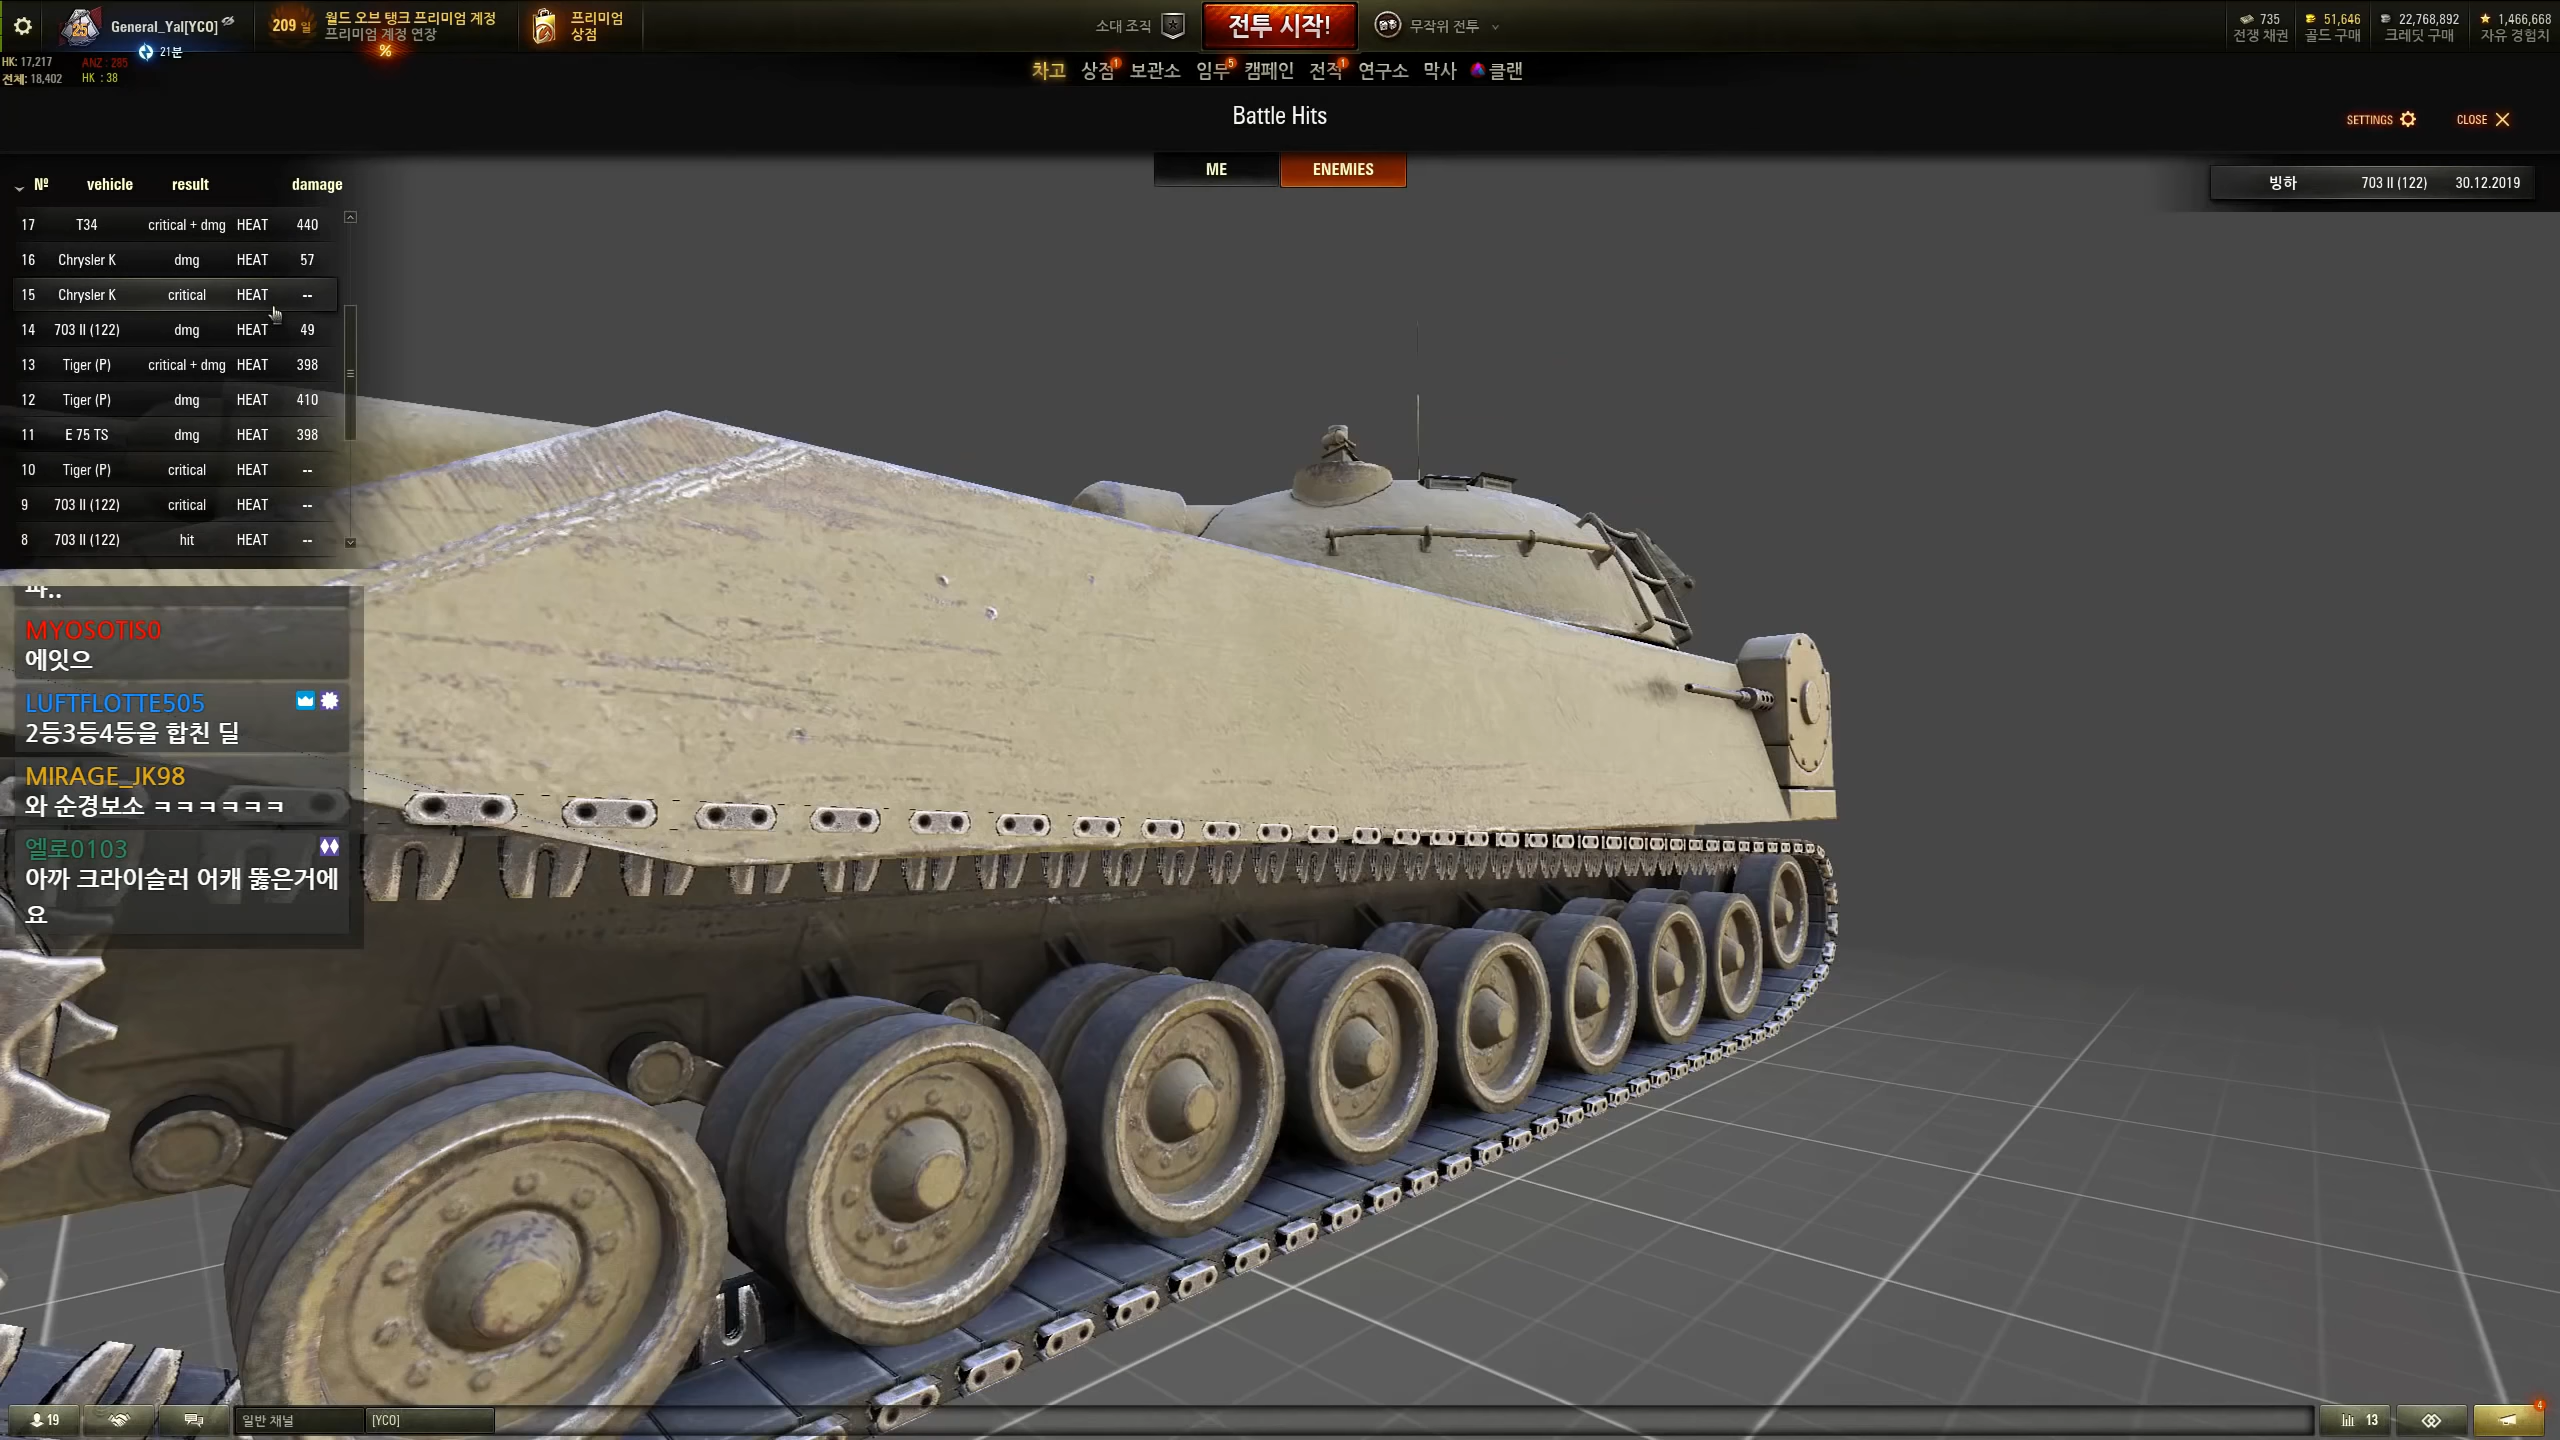 General_Yal[YCO]
25
21분
209 일
월드 오브 탱크 프리미엄 계정
프리미엄 계정 연장
%
프리미엄
상점
소대 조직
전투 시작!
무작위 전투
735
전쟁 채권
51,646
골드 구매
22,768,892
크레딧 구매
1,466,668
자유 경험치
HK: 17,217
ANZ : 285
전체: 18,402
HK : 38
차고 상점 1 보관소 임무 5 캠페인 전적 1 연구소 막사 클랜
Battle Hits
SETTINGS
CLOSE
ME ENEMIES
빙하 703 II (122) 30.12.2019
Nº vehicle result damage
17 T34 critical + dmg HEAT 440
16 Chrysler K dmg HEAT 57
15 Chrysler K critical HEAT --
14 703 II (122) dmg HEAT 49
13 Tiger (P) critical + dmg HEAT 398
12 Tiger (P) dmg HEAT 410
11 E 75 TS dmg HEAT 398
10 Tiger (P) critical HEAT --
9 703 II (122) critical HEAT --
8 703 II (122) hit HEAT --
MYOSOTIS0
에잇으
LUFTFLOTTE505
2등3등4등을 합친 딜
MIRAGE_JK98
와 순경보소 ㅋㅋㅋㅋㅋㅋ
엘로0103
아까 크라이슬러 어캐 뚫은거에
요
19
일반 채널
[YCO]
13
4